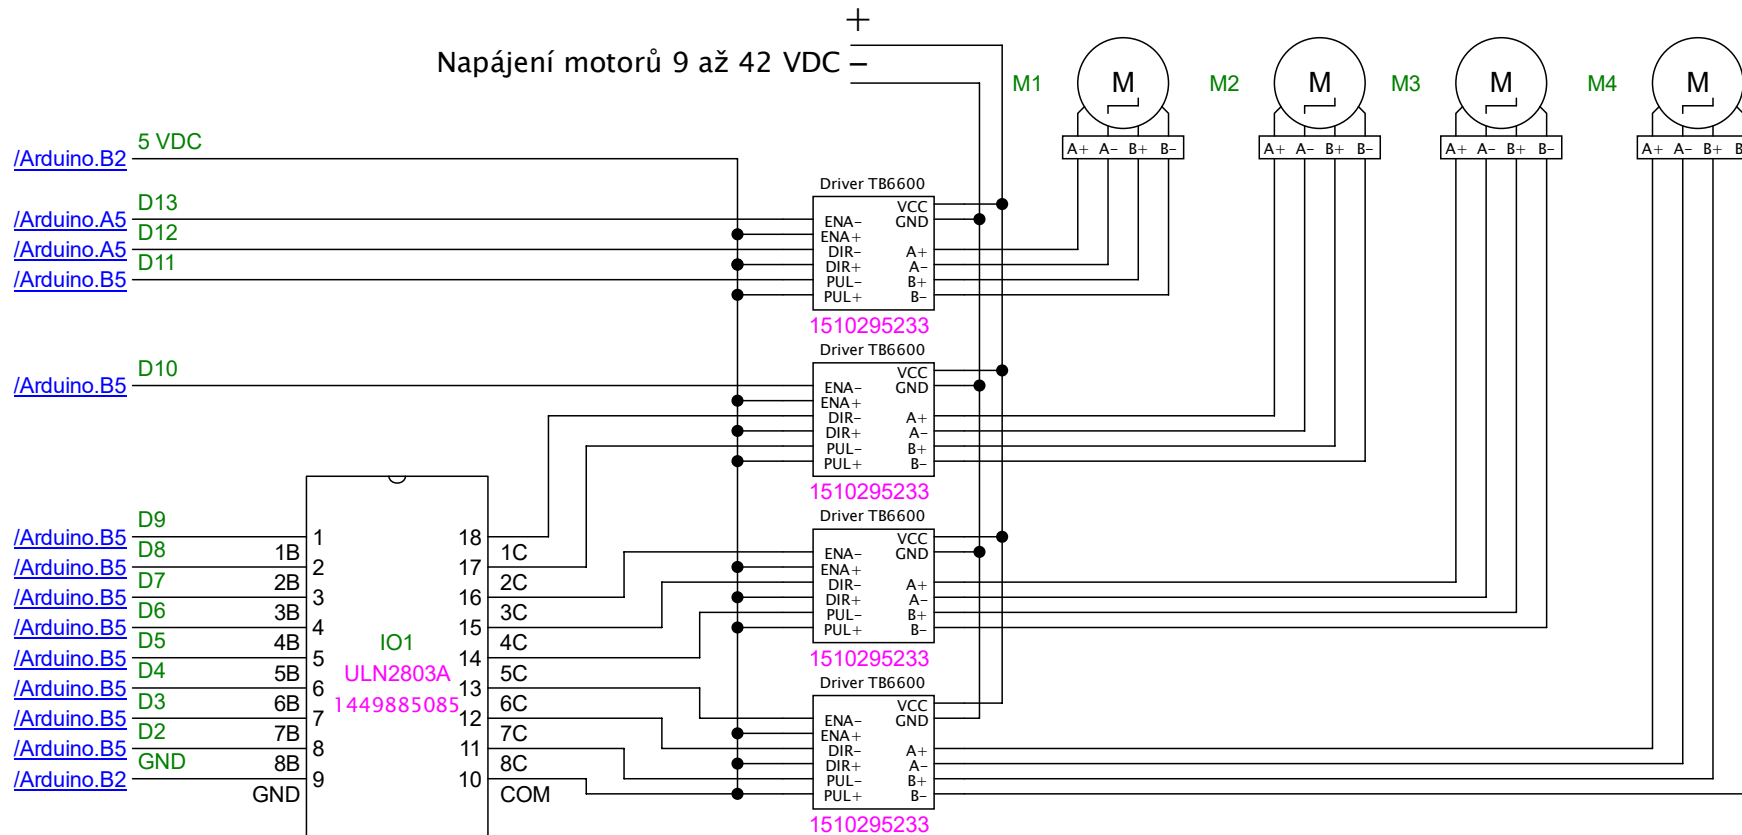 +
Napájení motorů 9 až 42 VDC –
M1 M M2 M M3 M M4 M
A+ A- B+ B- A+ A- B+ B- A+ A- B+ B- A+ A- B+
5 VDC
/Arduino.B2
D13
/Arduino.A5
D12
/Arduino.A5
D11
/Arduino.B5
Driver TB6600
VCC
ENA- GND
ENA+
DIR- A+
DIR+ A-
PUL- B+
PUL+ B-
1510295233
D10
/Arduino.B5
Driver TB6600
VCC
ENA- GND
ENA+
DIR- A+
DIR+ A-
PUL- B+
PUL+ B-
1510295233
Driver TB6600
VCC
ENA- GND
ENA+
DIR- A+
DIR+ A-
PUL- B+
PUL+ B-
1510295233
Driver TB6600
VCC
ENA- GND
ENA+
DIR- A+
DIR+ A-
PUL- B+
PUL+ B-
1510295233
D9
/Arduino.B5 1 18
D8 1B 1C
/Arduino.B5 2 17
D7 2B 2C
/Arduino.B5 3 16
D6 3B 3C
/Arduino.B5 4 15
D5 4B 4C
/Arduino.B5 5 14
D4 5B 5C
/Arduino.B5 6 13
D3 6B 6C
/Arduino.B5 7 12
D2 7B 7C
/Arduino.B5 8 11
GND 8B 8C
/Arduino.B2 9 10
GND COM
IO1
ULN2803A
1449885085